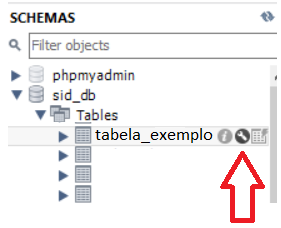 SCHEMAS
Filter objects
phpmyadmin
sid_db
Tables
tabela_exemplo